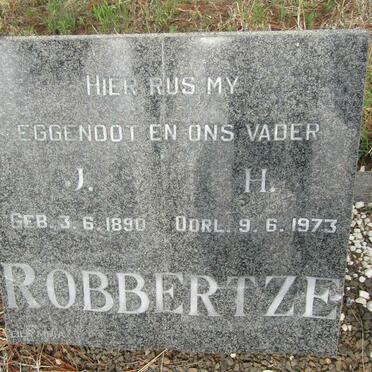 HIER RUS MY
EGGENOOT EN ONS VADER
J. H.
GEB. 3. 6. 1890 OORL. 9. 6. 1973
ROBBERTZE